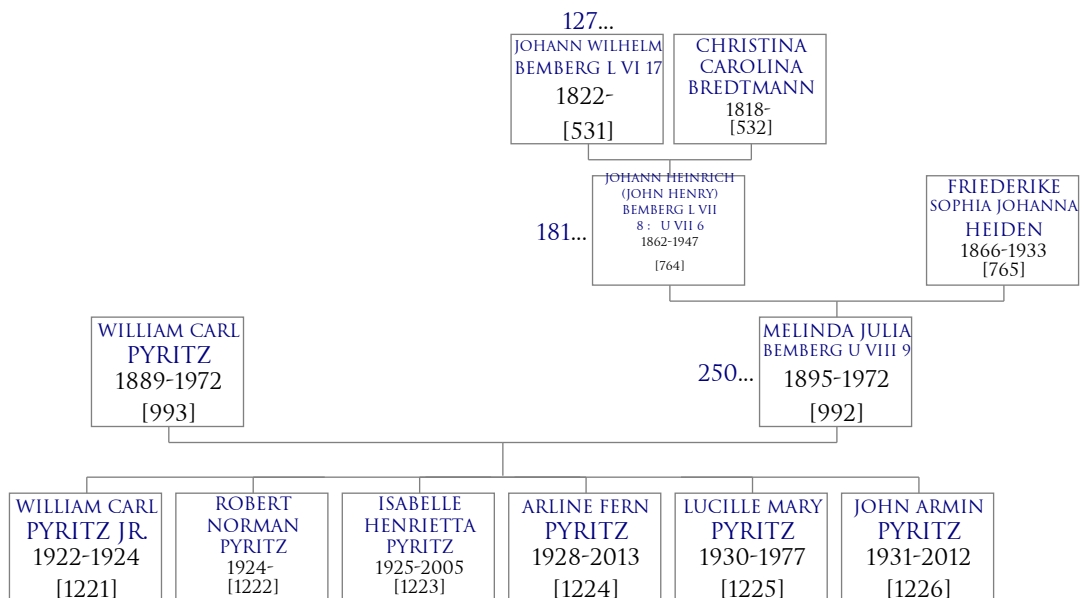 127...
JOHANN WILHELM
BEMBERG L VI 17
1822-
[531]
CHRISTINA
CAROLINA
BREDTMANN
1818-
[532]
181...
JOHANN HEINRICH
(JOHN HENRY)
BEMBERG L VII
8 : U VII 6
1862-1947
[764]
FRIEDERIKE
SOPHIA JOHANNA
HEIDEN
1866-1933
[765]
WILLIAM CARL
PYRITZ
1889-1972
[993]
250...
MELINDA JULIA
BEMBERG U VIII 9
1895-1972
[992]
WILLIAM CARL
PYRITZ JR.
1922-1924
[1221]
ROBERT
NORMAN
PYRITZ
1924-
[1222]
ISABELLE
HENRIETTA
PYRITZ
1925-2005
[1223]
ARLINE FERN
PYRITZ
1928-2013
[1224]
LUCILLE MARY
PYRITZ
1930-1977
[1225]
JOHN ARMIN
PYRITZ
1931-2012
[1226]